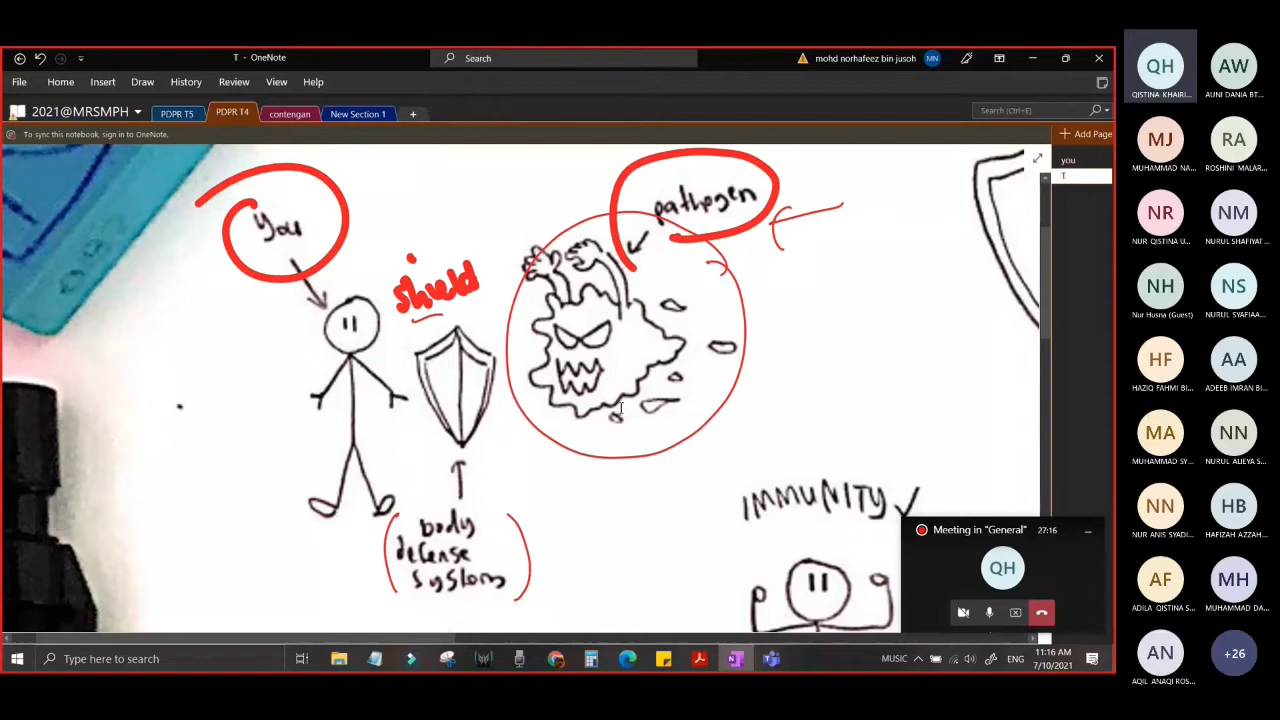 T - OneNote
Search
mohd norhafeez bin jusoh
MN
File Home Insert Draw History Review View Help
2021@MRSMPH
PDPR T5
PDPR T4
contengan
New Section 1
+
Search (Ctrl+E)
To sync this notebook, sign in to OneNote.
Add Page
you
T
you
pathogen
shield
body
defense
system
IMMUNITY
Meeting in "General"
27:16
QH
Type here to search
MUSIC
ENG
11:16 AM
7/10/2021
QH
QISTINA KHAIRI...
AW
AUNI DANIA BT...
MJ
MUHAMMAD NA...
RA
ROSHINI MALAR...
NR
NUR QISTINA U...
NM
NURUL SHAFIYAT...
NH
Nur Husna (Guest)
NS
NURUL SYAFIAA...
HF
HAZIQ FAHMI BI...
AA
ADEEB IMRAN BI...
MA
MUHAMMAD SY...
NN
NURUL ALIEYA S...
NN
NUR ANIS SYADI...
HB
HAFIZAH AZZAH...
AF
ADILA QISTINA S...
MH
MUHAMMAD DA...
AN
AQIL ANAQI ROS...
+26